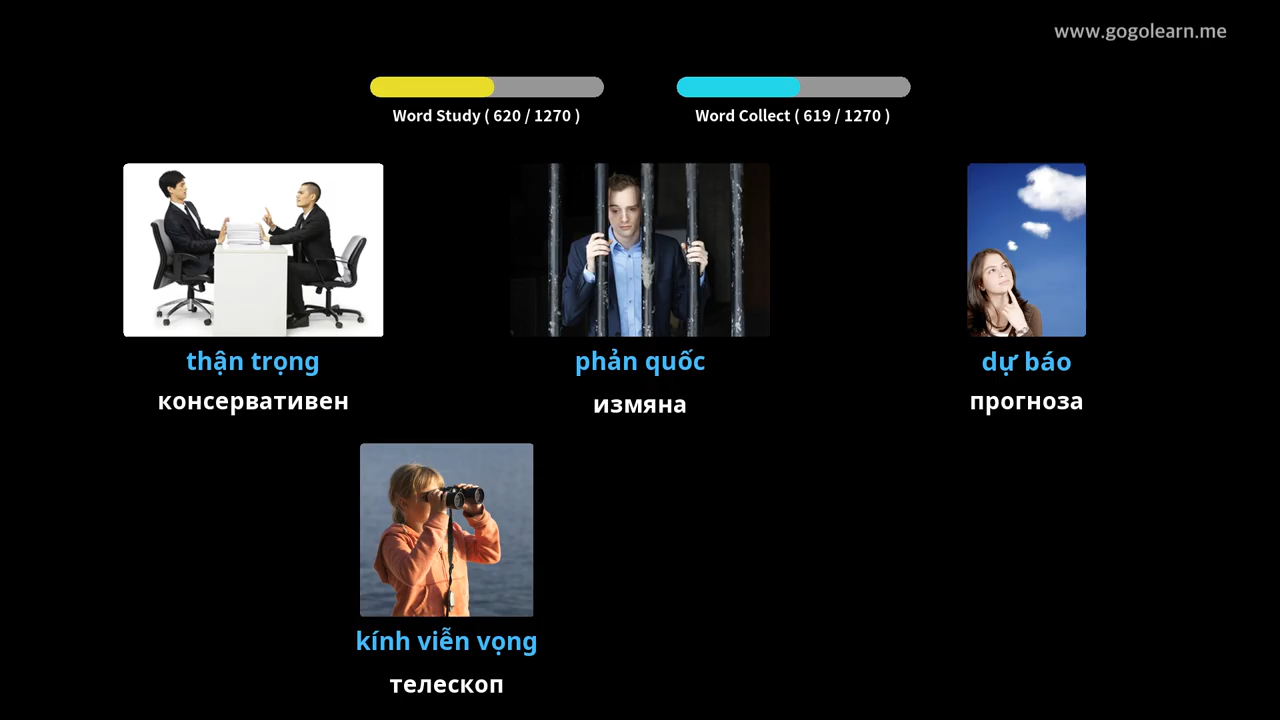 www.gogolearn.me
Word Study ( 620 / 1270 )
Word Collect ( 619 / 1270 )
thận trọng
консервативен
phản quốc
измяна
dự báo
прогноза
kính viễn vọng
телескоп